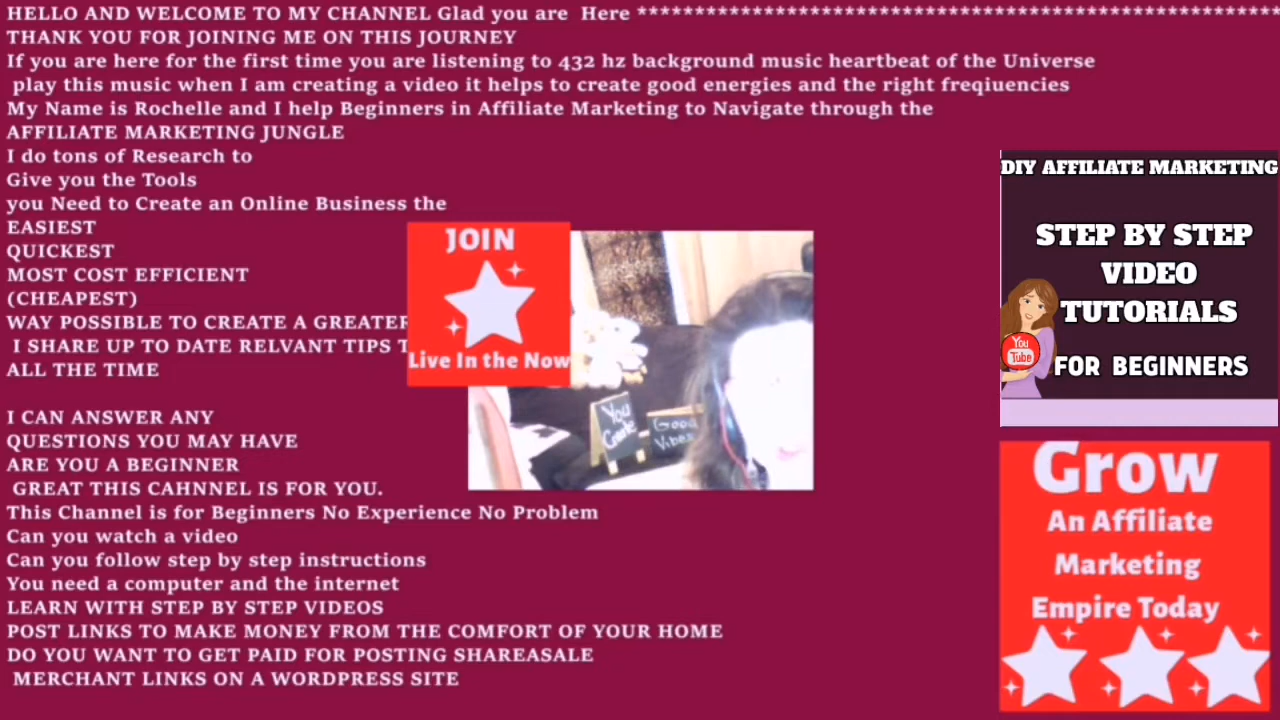 HELLO AND WELCOME TO MY CHANNEL Glad you are Here ****************************************************************
THANK YOU FOR JOINING ME ON THIS JOURNEY
If you are here for the first time you are listening to 432 hz background music heartbeat of the Universe
play this music when I am creating a video it helps to create good energies and the right freqiuencies
My Name is Rochelle and I help Beginners in Affiliate Marketing to Navigate through the
AFFILIATE MARKETING JUNGLE
I do tons of Research to
Give you the Tools
you Need to Create an Online Business the
EASIEST
QUICKEST
MOST COST EFFICIENT
(CHEAPEST)
WAY POSSIBLE TO CREATE A GREATER
I SHARE UP TO DATE RELVANT TIPS
ALL THE TIME
I CAN ANSWER ANY
QUESTIONS YOU MAY HAVE
ARE YOU A BEGINNER
GREAT THIS CAHNNEL IS FOR YOU.
This Channel is for Beginners No Experience No Problem
Can you watch a video
Can you follow step by step instructions
You need a computer and the internet
LEARN WITH STEP BY STEP VIDEOS
POST LINKS TO MAKE MONEY FROM THE COMFORT OF YOUR HOME
DO YOU WANT TO GET PAID FOR POSTING SHAREASALE
MERCHANT LINKS ON A WORDPRESS SITE
JOIN
Live In the Now
You
Create
Good
Vibes
DIY AFFILIATE MARKETING
STEP BY STEP
VIDEO
TUTORIALS
You
Tube
FOR BEGINNERS
Grow
An Affiliate
Marketing
Empire Today